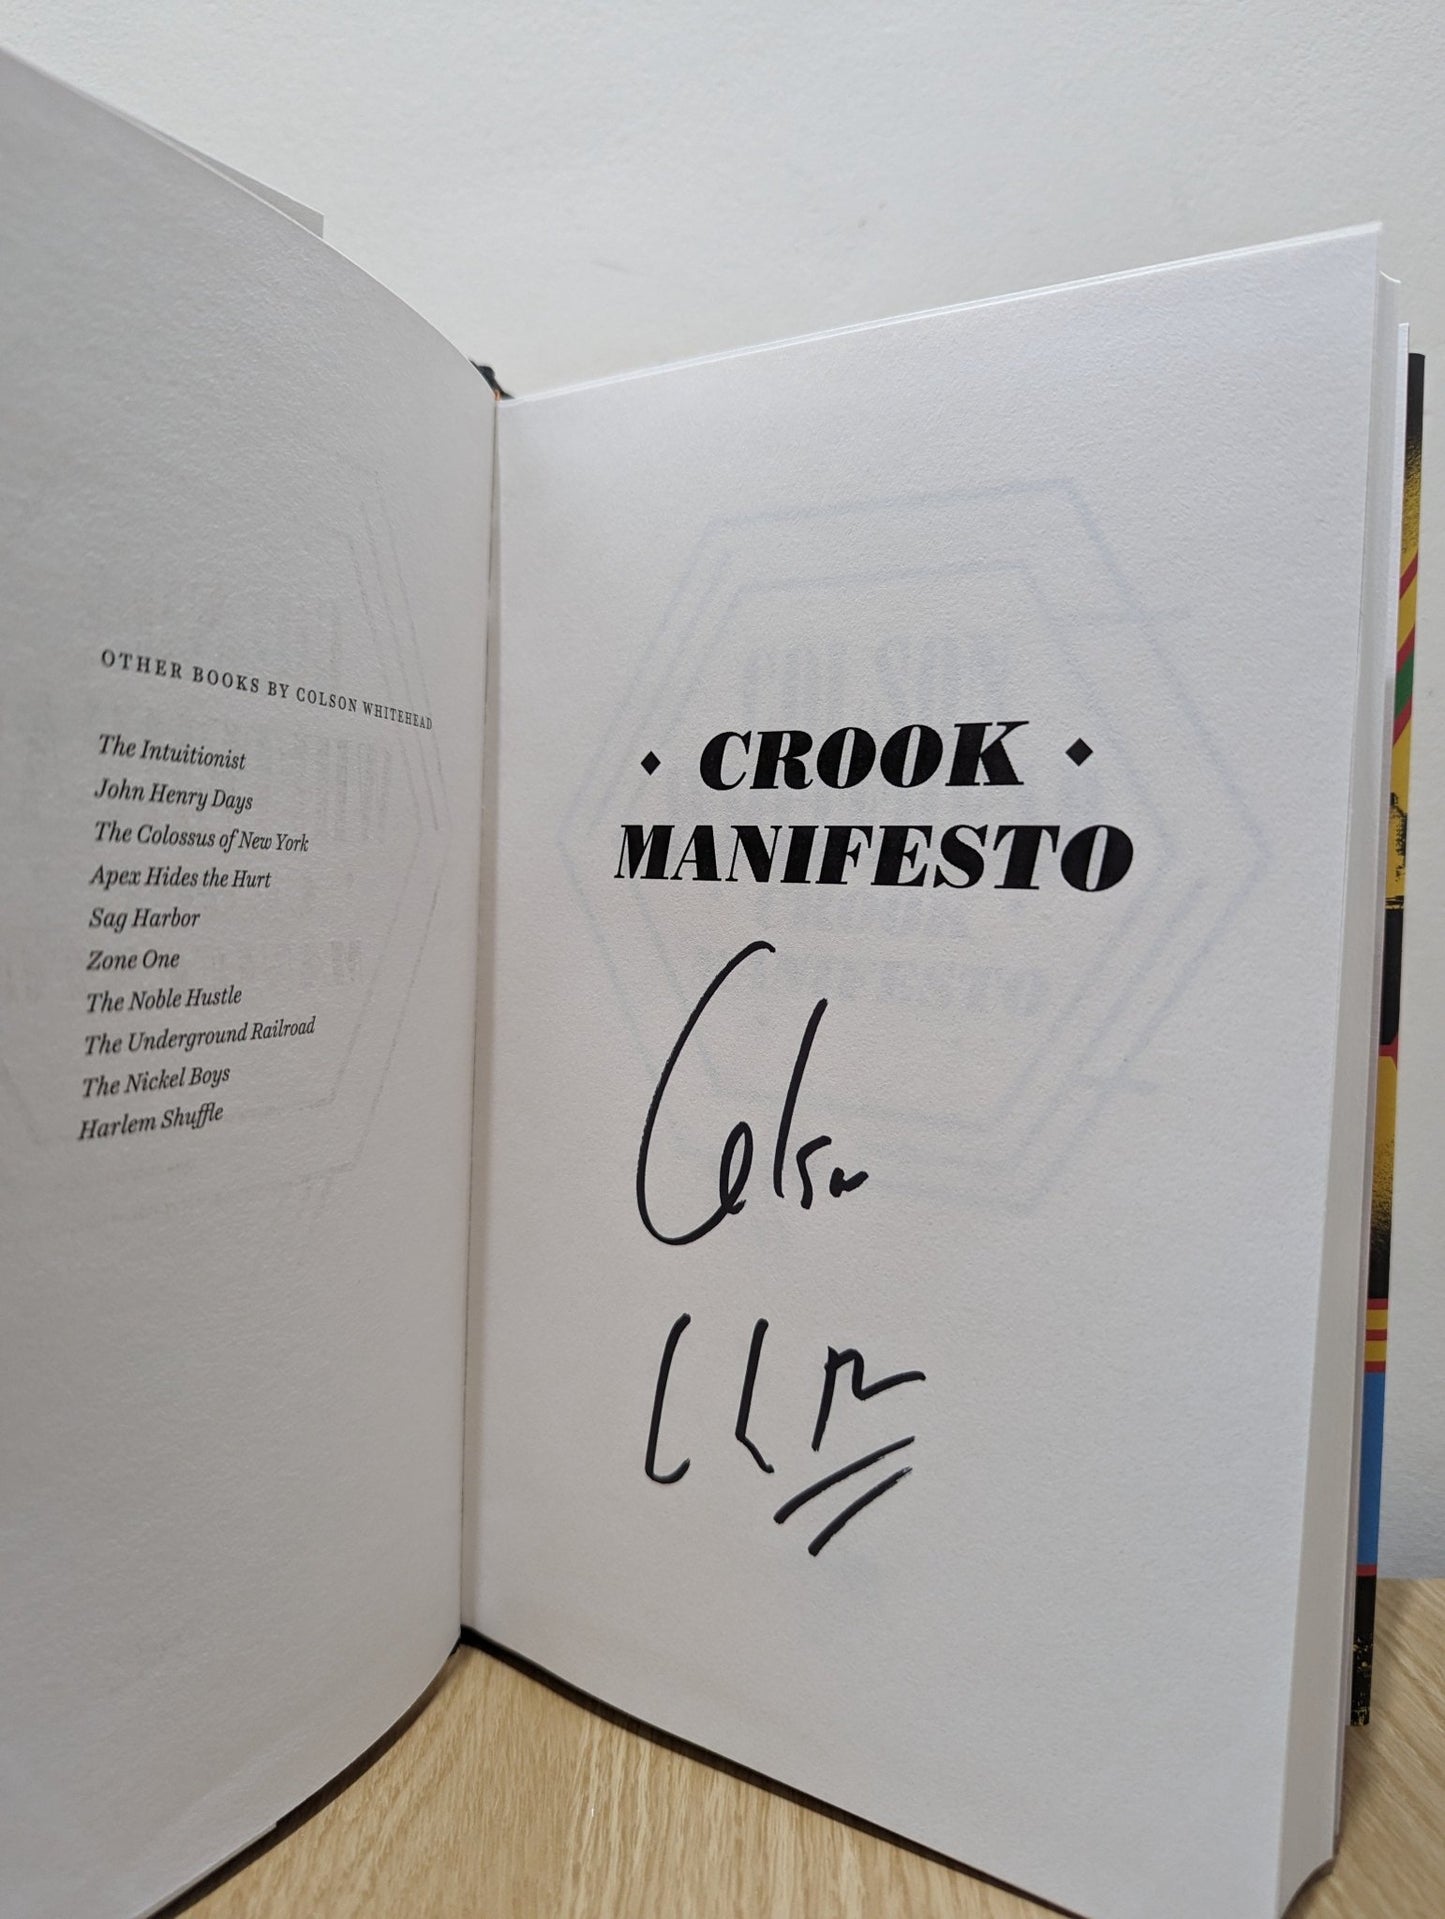 OTHER BOOKS BY COLSON WHITEHEAD
The Intuitionist
John Henry Days
The Colossus of New York
Apex Hides the Hurt
Sag Harbor
Zone One
The Noble Hustle
The Underground Railroad
The Nickel Boys
Harlem Shuffle
· CROOK ·
MANIFESTO
Colson